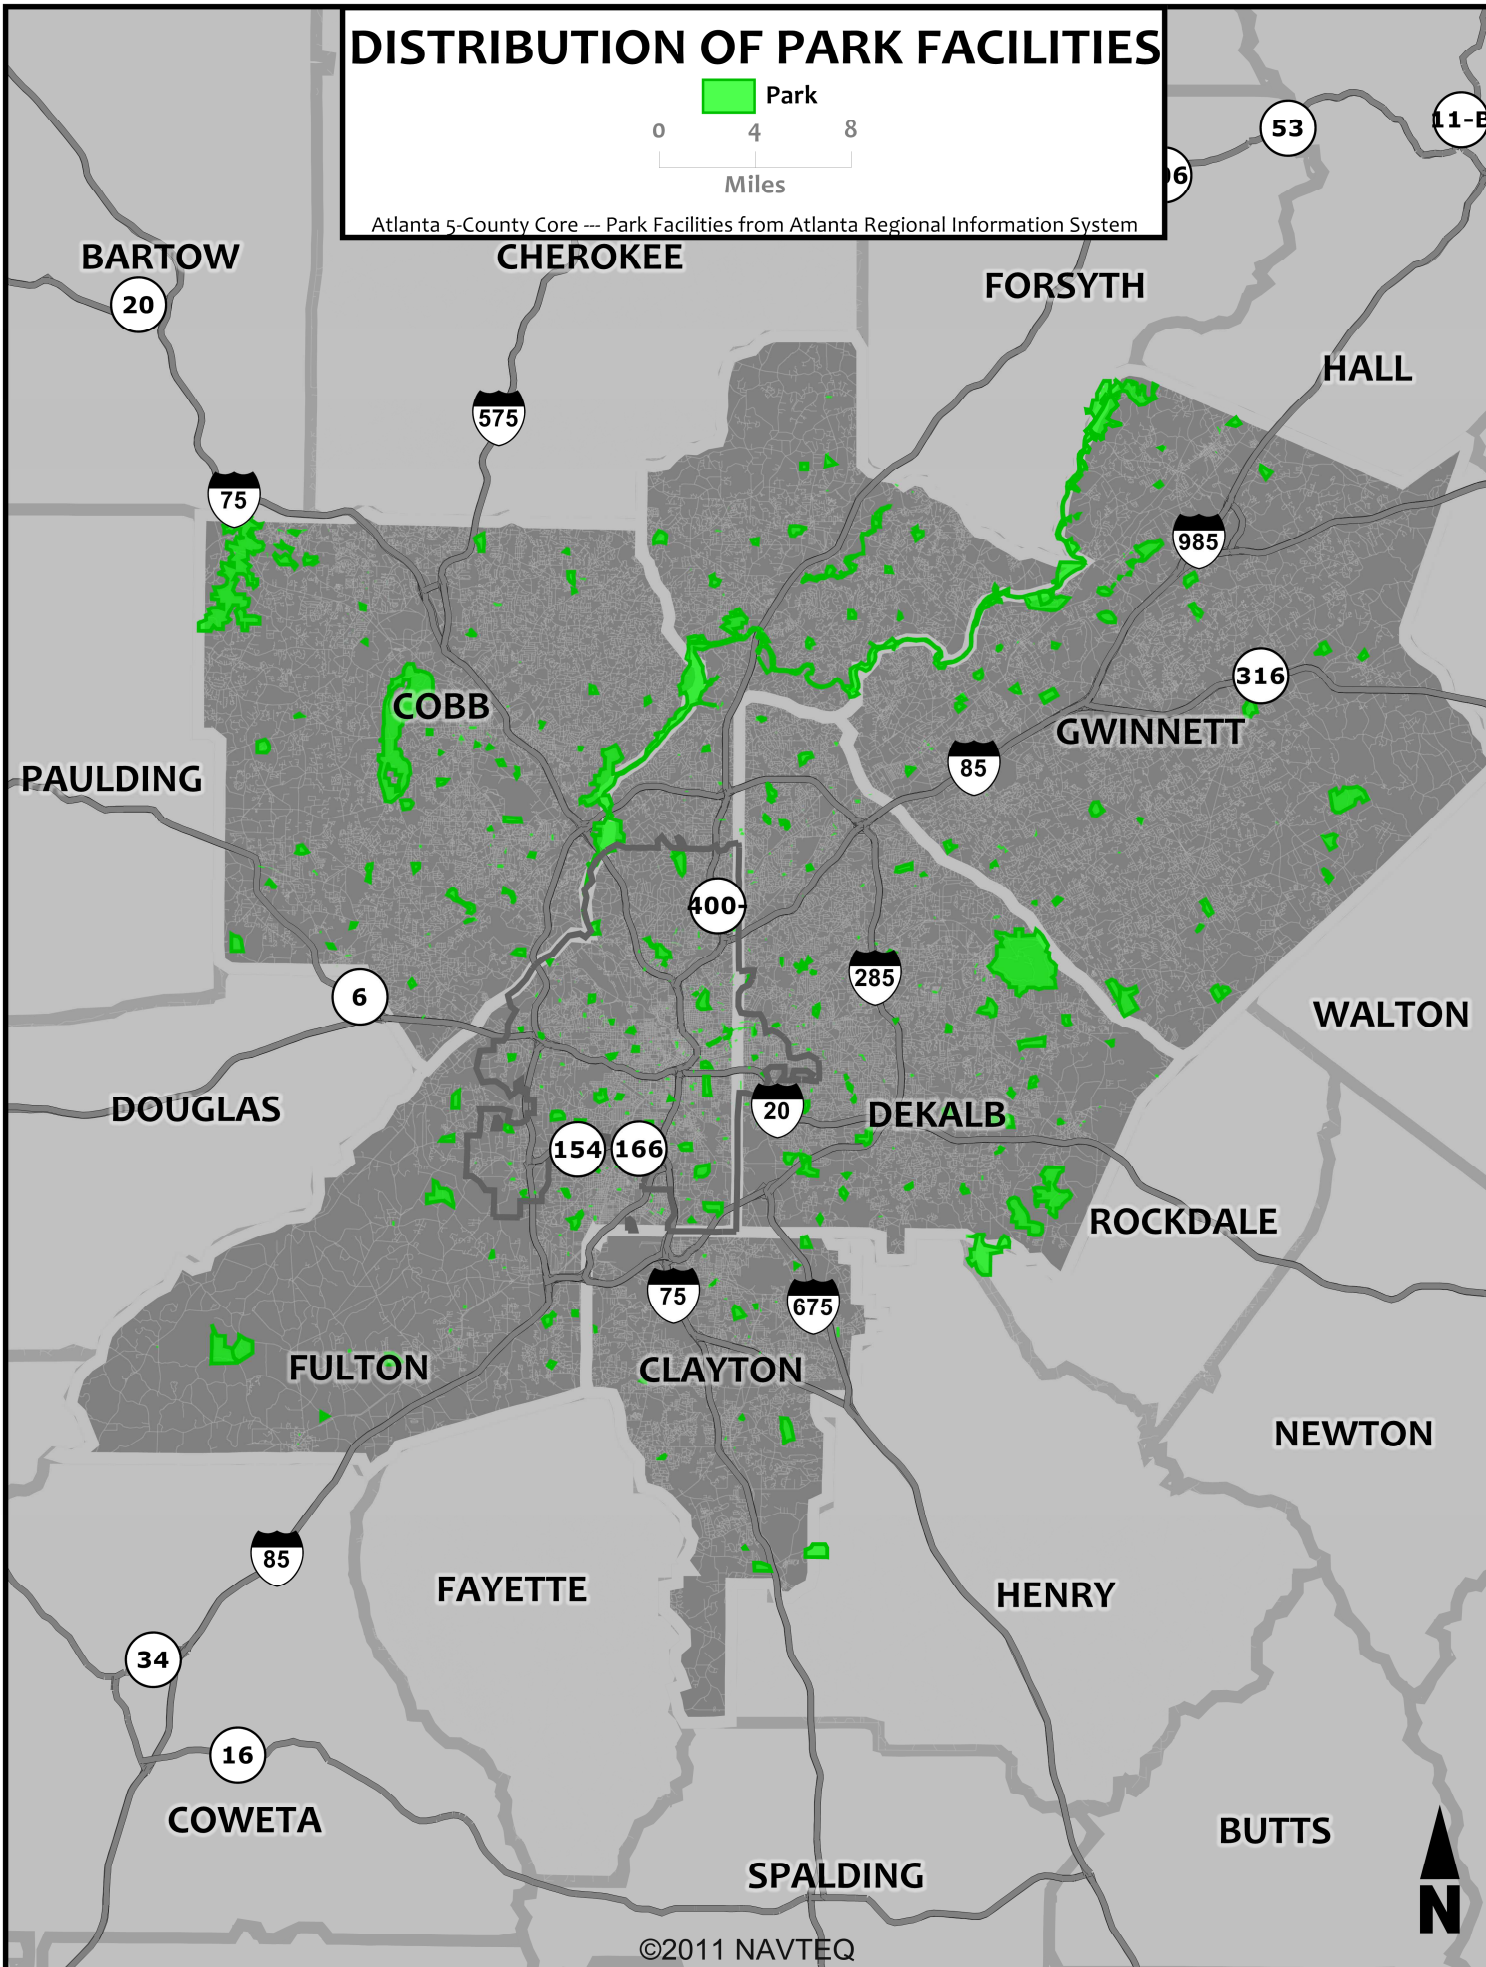 DISTRIBUTION OF PARK FACILITIES
Park
0 4 8
Miles
Atlanta 5-County Core --- Park Facilities from Atlanta Regional Information System
53
11-B
06
BARTOW
CHEROKEE
FORSYTH
20
HALL
575
75
985
316
COBB
GWINNETT
PAULDING
85
400-
285
6
WALTON
DOUGLAS
20
DEKALB
154
166
ROCKDALE
75
675
FULTON
CLAYTON
NEWTON
85
FAYETTE
HENRY
34
16
COWETA
BUTTS
SPALDING
N
©2011 NAVTEQ